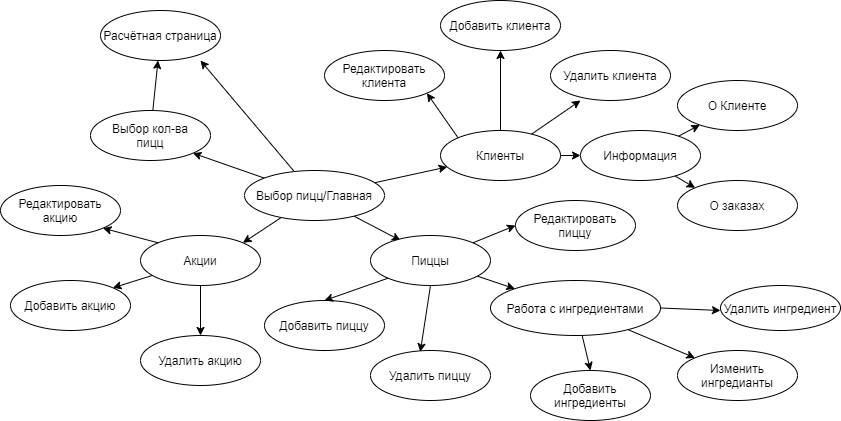 Добавить клиента
Расчётная страница
Редактировать
клиента
Удалить клиента
О Клиенте
Выбор кол-ва
пицц
Клиенты
Информация
Выбор пицц/Главная
Редактировать
акцию
О заказах
Редактировать
пиццу
Акции
Пиццы
Добавить акцию
Добавить пиццу
Работа с ингредиентами
Удалить ингредиент
Удалить акцию
Удалить пиццу
Изменить
ингредианты
Добавить
ингредиенты